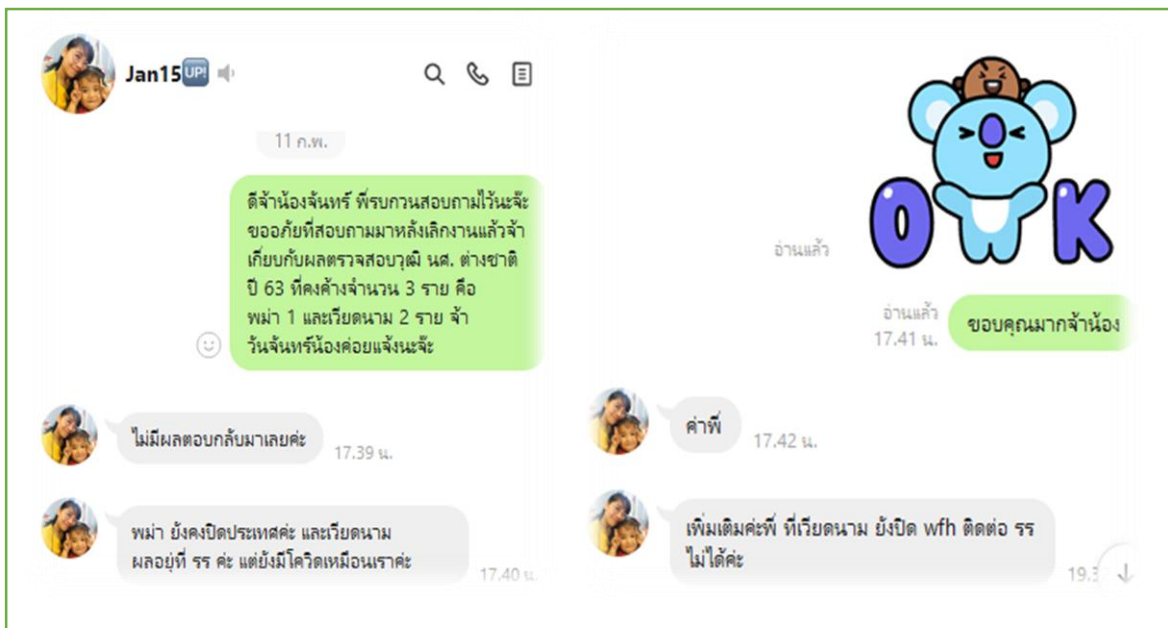 Jan15UP!
11 ก.พ.
ดีจ้าน้องจันทร์ พี่รบกวนสอบถามไว้นะจ๊ะ
ขออภัยที่สอบถามมาหลังเลิกงานแล้วจ้า
เกี่ยบกับผลตรวจสอบวุฒิ นศ. ต่างชาติ
ปี 63 ที่คงค้างจำนวน 3 ราย คือ
พม่า 1 และเวียดนาม 2 ราย จ้า
วันจันทร์น้องค่อยแจ้งนะจ๊ะ
ไม่มีผลตอบกลับมาเลยค่ะ
17.39 น.
พม่า ยังคงปิดประเทศค่ะ และเวียดนาม
ผลอยู่ที่ รร ค่ะ แต่ยังมีโควิดเหมือนเราค่ะ
17.40 น.
OK
อ่านแล้ว
อ่านแล้ว
17.41 น.
ขอบคุณมากจ้าน้อง
ค่าพี่
17.42 น.
เพิ่มเติมค่ะพี่ ที่เวียดนาม ยังปิด wfh ติดต่อ รร
ไม่ได้ค่ะ